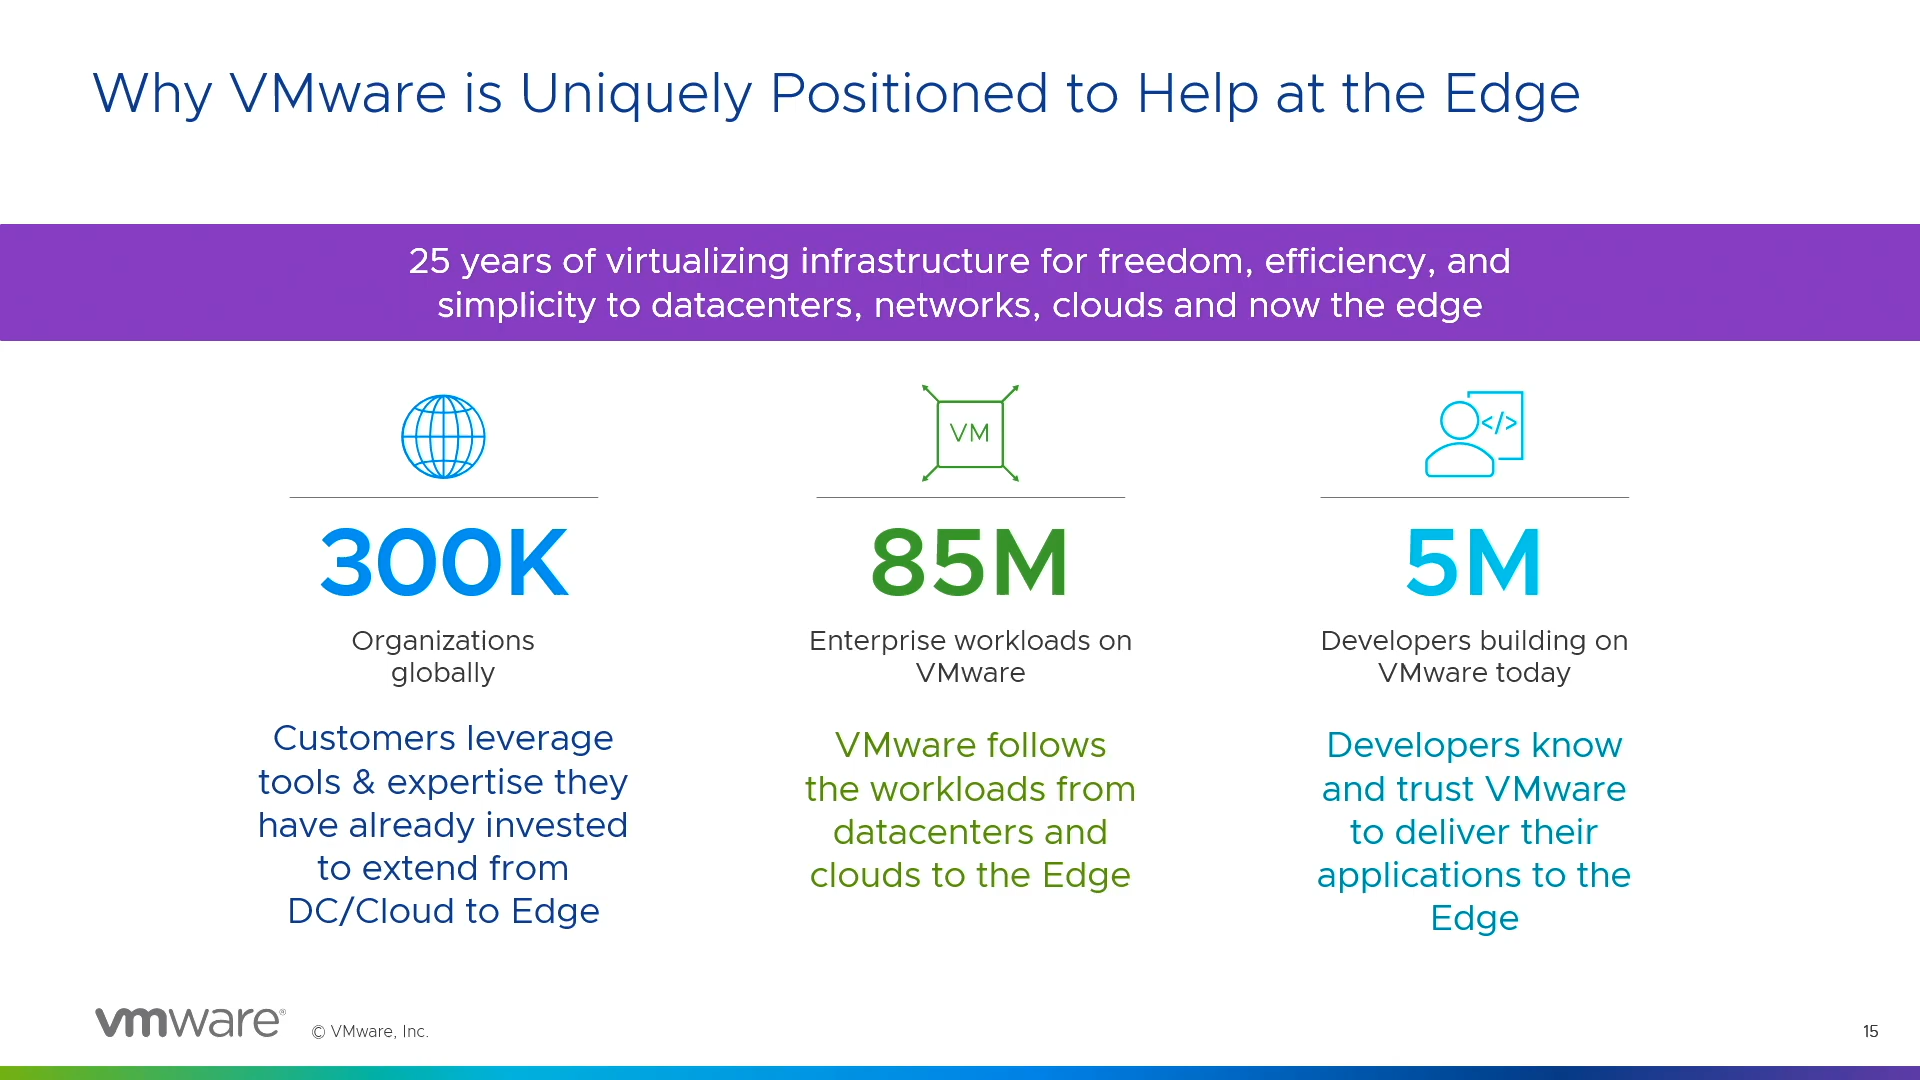 Why VMware is Uniquely Positioned to Help at the Edge
25 years of virtualizing infrastructure for freedom, efficiency, and
simplicity to datacenters, networks, clouds and now the edge
VM
</>
300K
Organizations
globally
Customers leverage
tools & expertise they
have already invested
to extend from
DC/Cloud to Edge
85M
Enterprise workloads on
VMware
VMware follows
the workloads from
datacenters and
clouds to the Edge
5M
Developers building on
VMware today
Developers know
and trust VMware
to deliver their
applications to the
Edge
vmware®
© VMware, Inc.
15